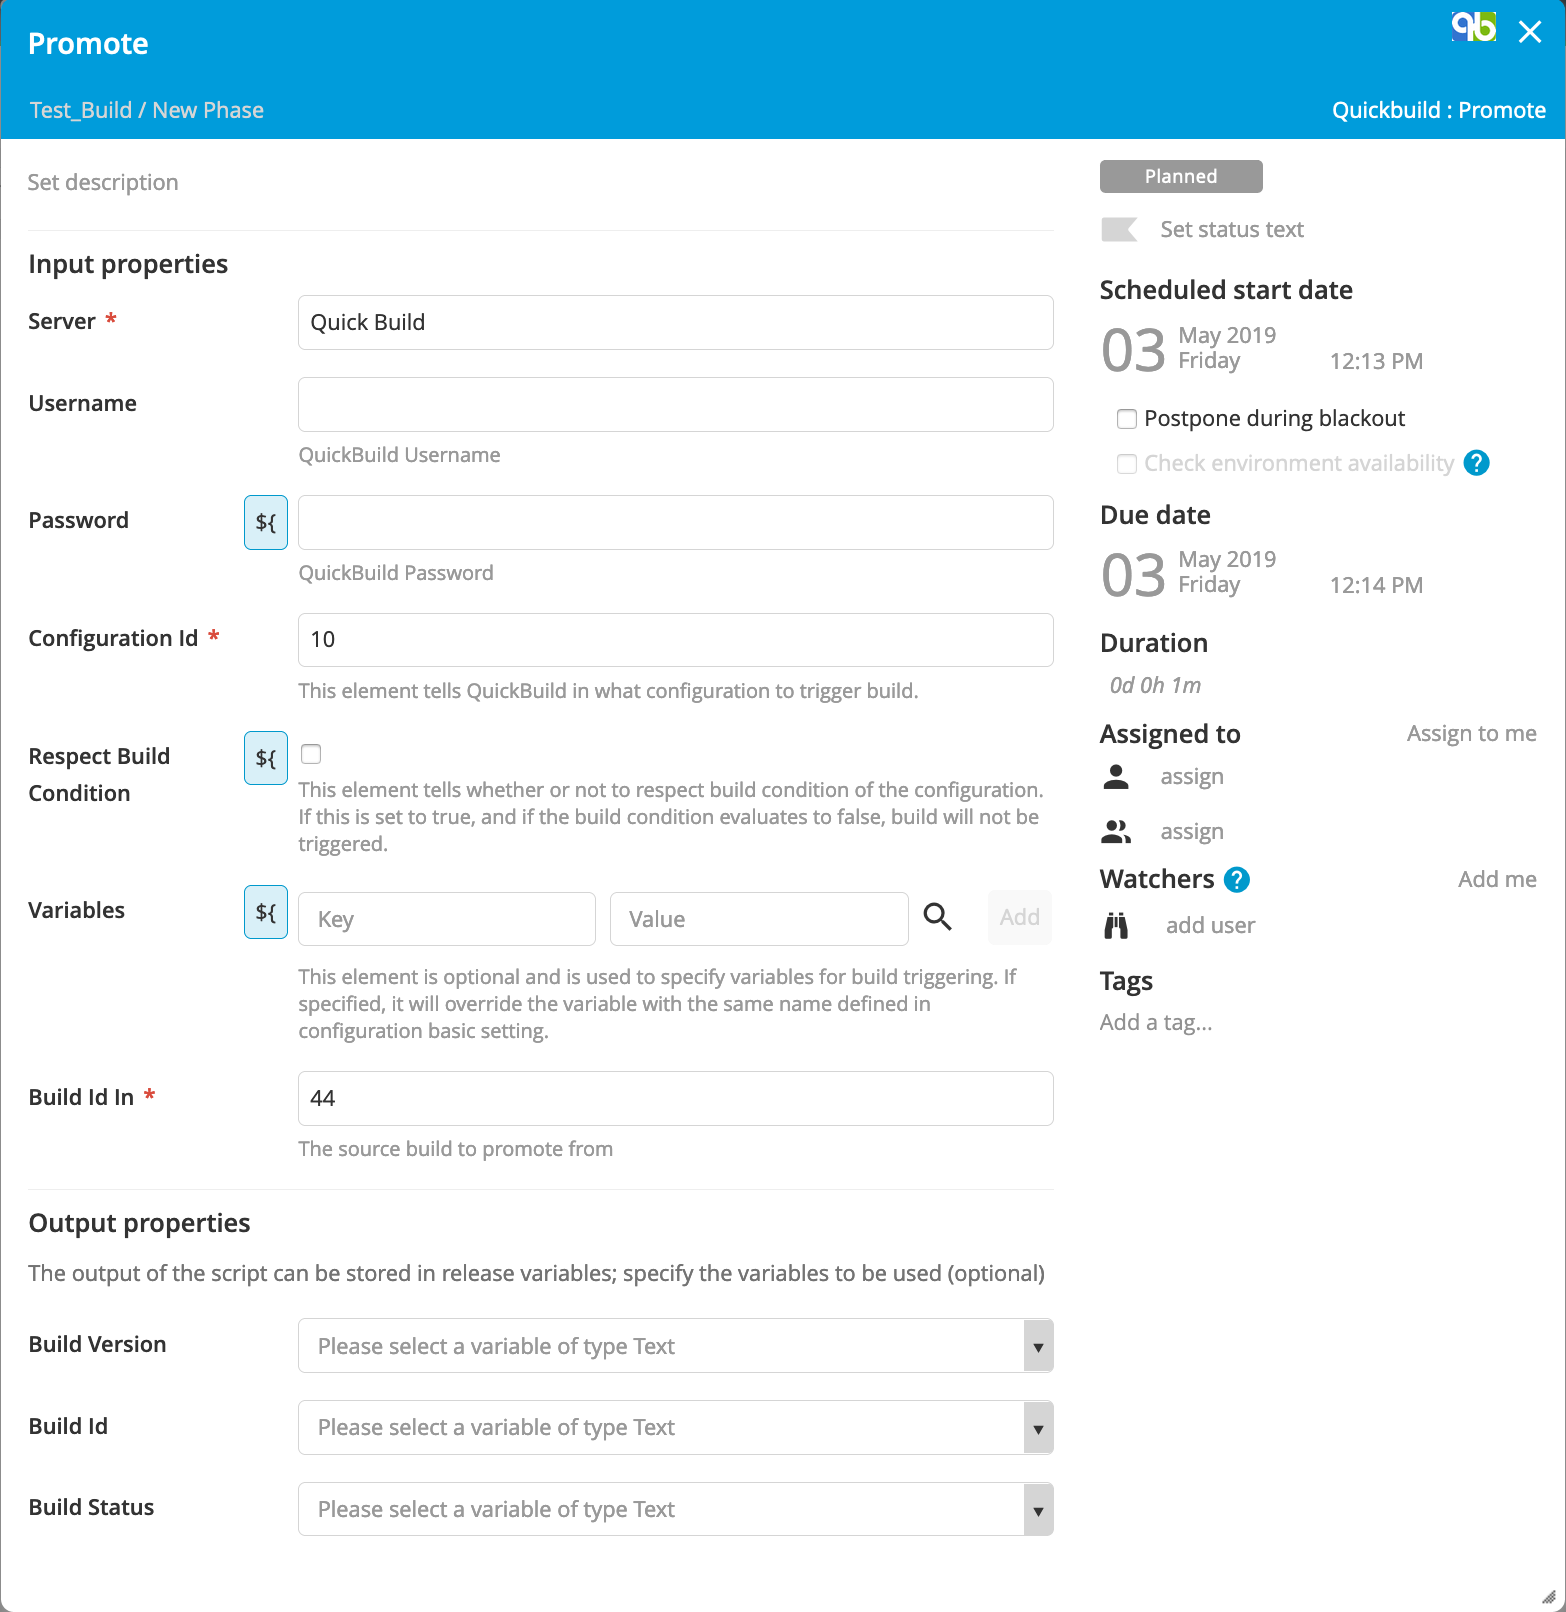 Promote
qb
Test_Build / New Phase
Quickbuild : Promote
Set description
Input properties
Server *
Quick Build
Username
QuickBuild Username
Password
${
QuickBuild Password
Configuration Id *
10
This element tells QuickBuild in what configuration to trigger build.
Respect Build
Condition
${
This element tells whether or not to respect build condition of the configuration.
If this is set to true, and if the build condition evaluates to false, build will not be
triggered.
Variables
${
Key
Value
Add
This element is optional and is used to specify variables for build triggering. If
specified, it will override the variable with the same name defined in
configuration basic setting.
Build Id In *
44
The source build to promote from
Output properties
The output of the script can be stored in release variables; specify the variables to be used (optional)
Build Version
Please select a variable of type Text
Build Id
Please select a variable of type Text
Build Status
Please select a variable of type Text
Planned
Set status text
Scheduled start date
03
May 2019
Friday
12:13 PM
Postpone during blackout
Check environment availability ?
Due date
03
May 2019
Friday
12:14 PM
Duration
0d 0h 1m
Assigned to
Assign to me
assign
assign
Watchers ?
Add me
add user
Tags
Add a tag...